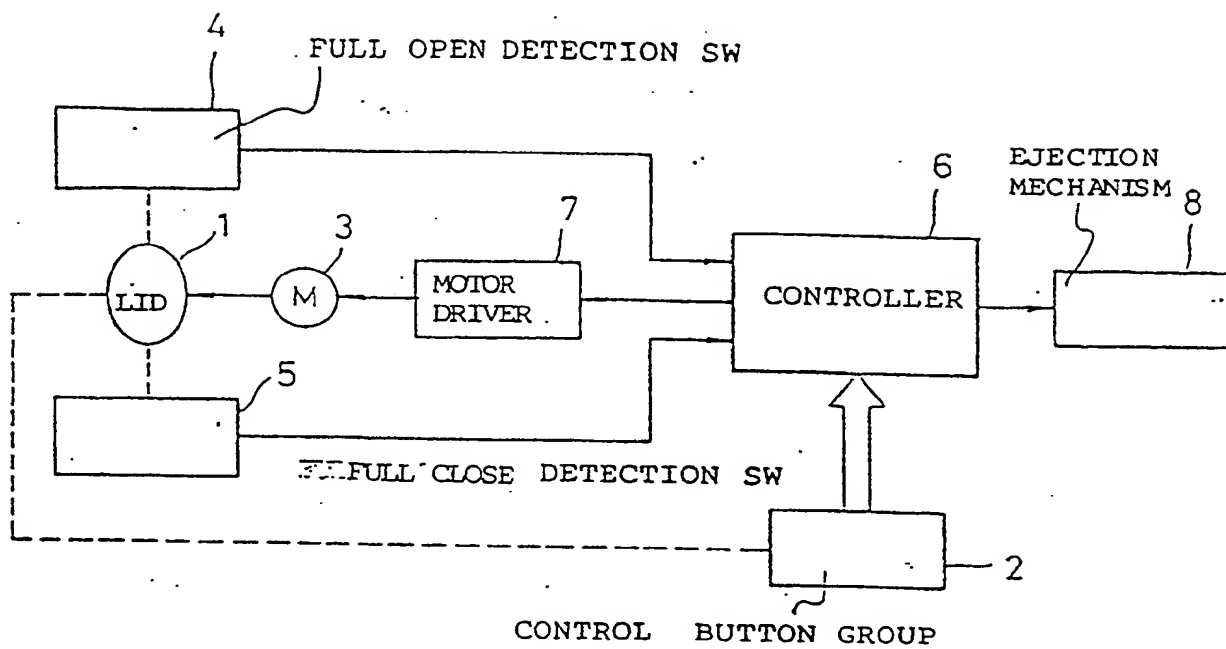 4
FULL OPEN DETECTION SW
1
LID
3
M
7
MOTOR
DRIVER
6
CONTROLLER
EJECTION
MECHANISM
8
5
FULL CLOSE DETECTION SW
2
CONTROL BUTTON GROUP